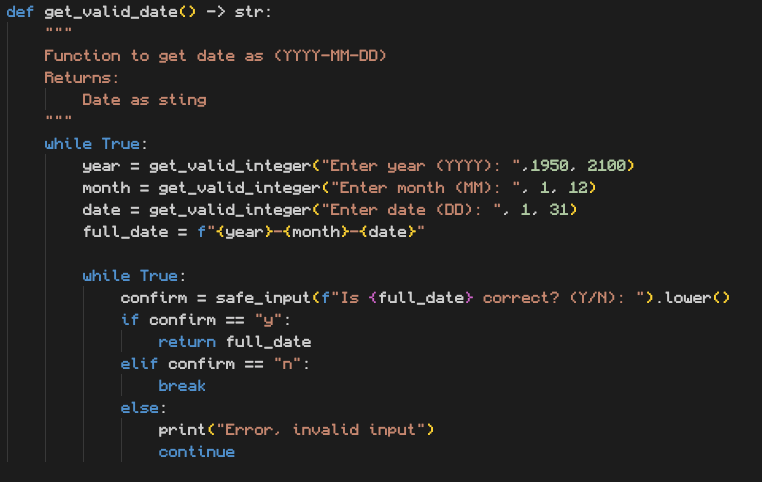 def get_valid_date() -> str:
    """
    Function to get date as (YYYY-MM-DD)
    Returns:
        Date as sting
    """
    while True:
        year = get_valid_integer("Enter year (YYYY): ",1950, 2100)
        month = get_valid_integer("Enter month (MM): ", 1, 12)
        date = get_valid_integer("Enter date (DD): ", 1, 31)
        full_date = f"{year}-{month}-{date}"

        while True:
            confirm = safe_input(f"Is {full_date} correct? (Y/N): ").lower()
            if confirm == "y":
                return full_date
            elif confirm == "n":
                break
            else:
                print("Error, invalid input")
                continue